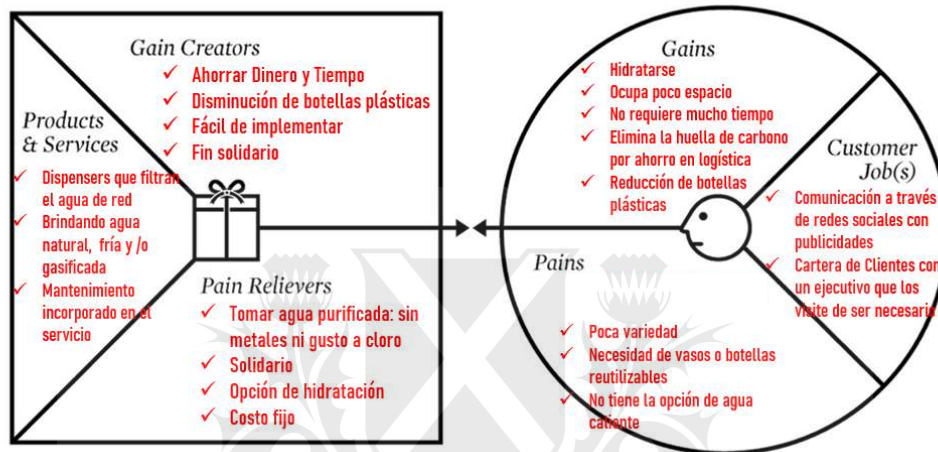 Gain Creators
✓ Ahorrar Dinero y Tiempo
✓ Disminución de botellas plásticas
✓ Fácil de implementar
✓ Fin solidario
Products
& Services
✓ Dispensers que filtran
el agua de red
✓ Brindando agua
natural, fría y /o
gasificada
✓ Mantenimiento
incorporado en el
servicio
Pain Relievers
✓ Tomar agua purificada: sin
metales ni gusto a cloro
✓ Solidario
✓ Opción de hidratación
✓ Costo fijo
Gains
✓ Hidratarse
✓ Ocupa poco espacio
✓ No requiere mucho tiempo
✓ Elimina la huella de carbono
por ahorro en logística
✓ Reducción de botellas
plásticas
Customer
Job(s)
✓ Comunicación a través
de redes sociales con
publicidades
✓ Cartera de Clientes con
un ejecutivo que los
visite de ser necesario
Pains
✓ Poca variedad
✓ Necesidad de vasos o botellas
reutilizables
✓ No tiene la opción de agua
caliente